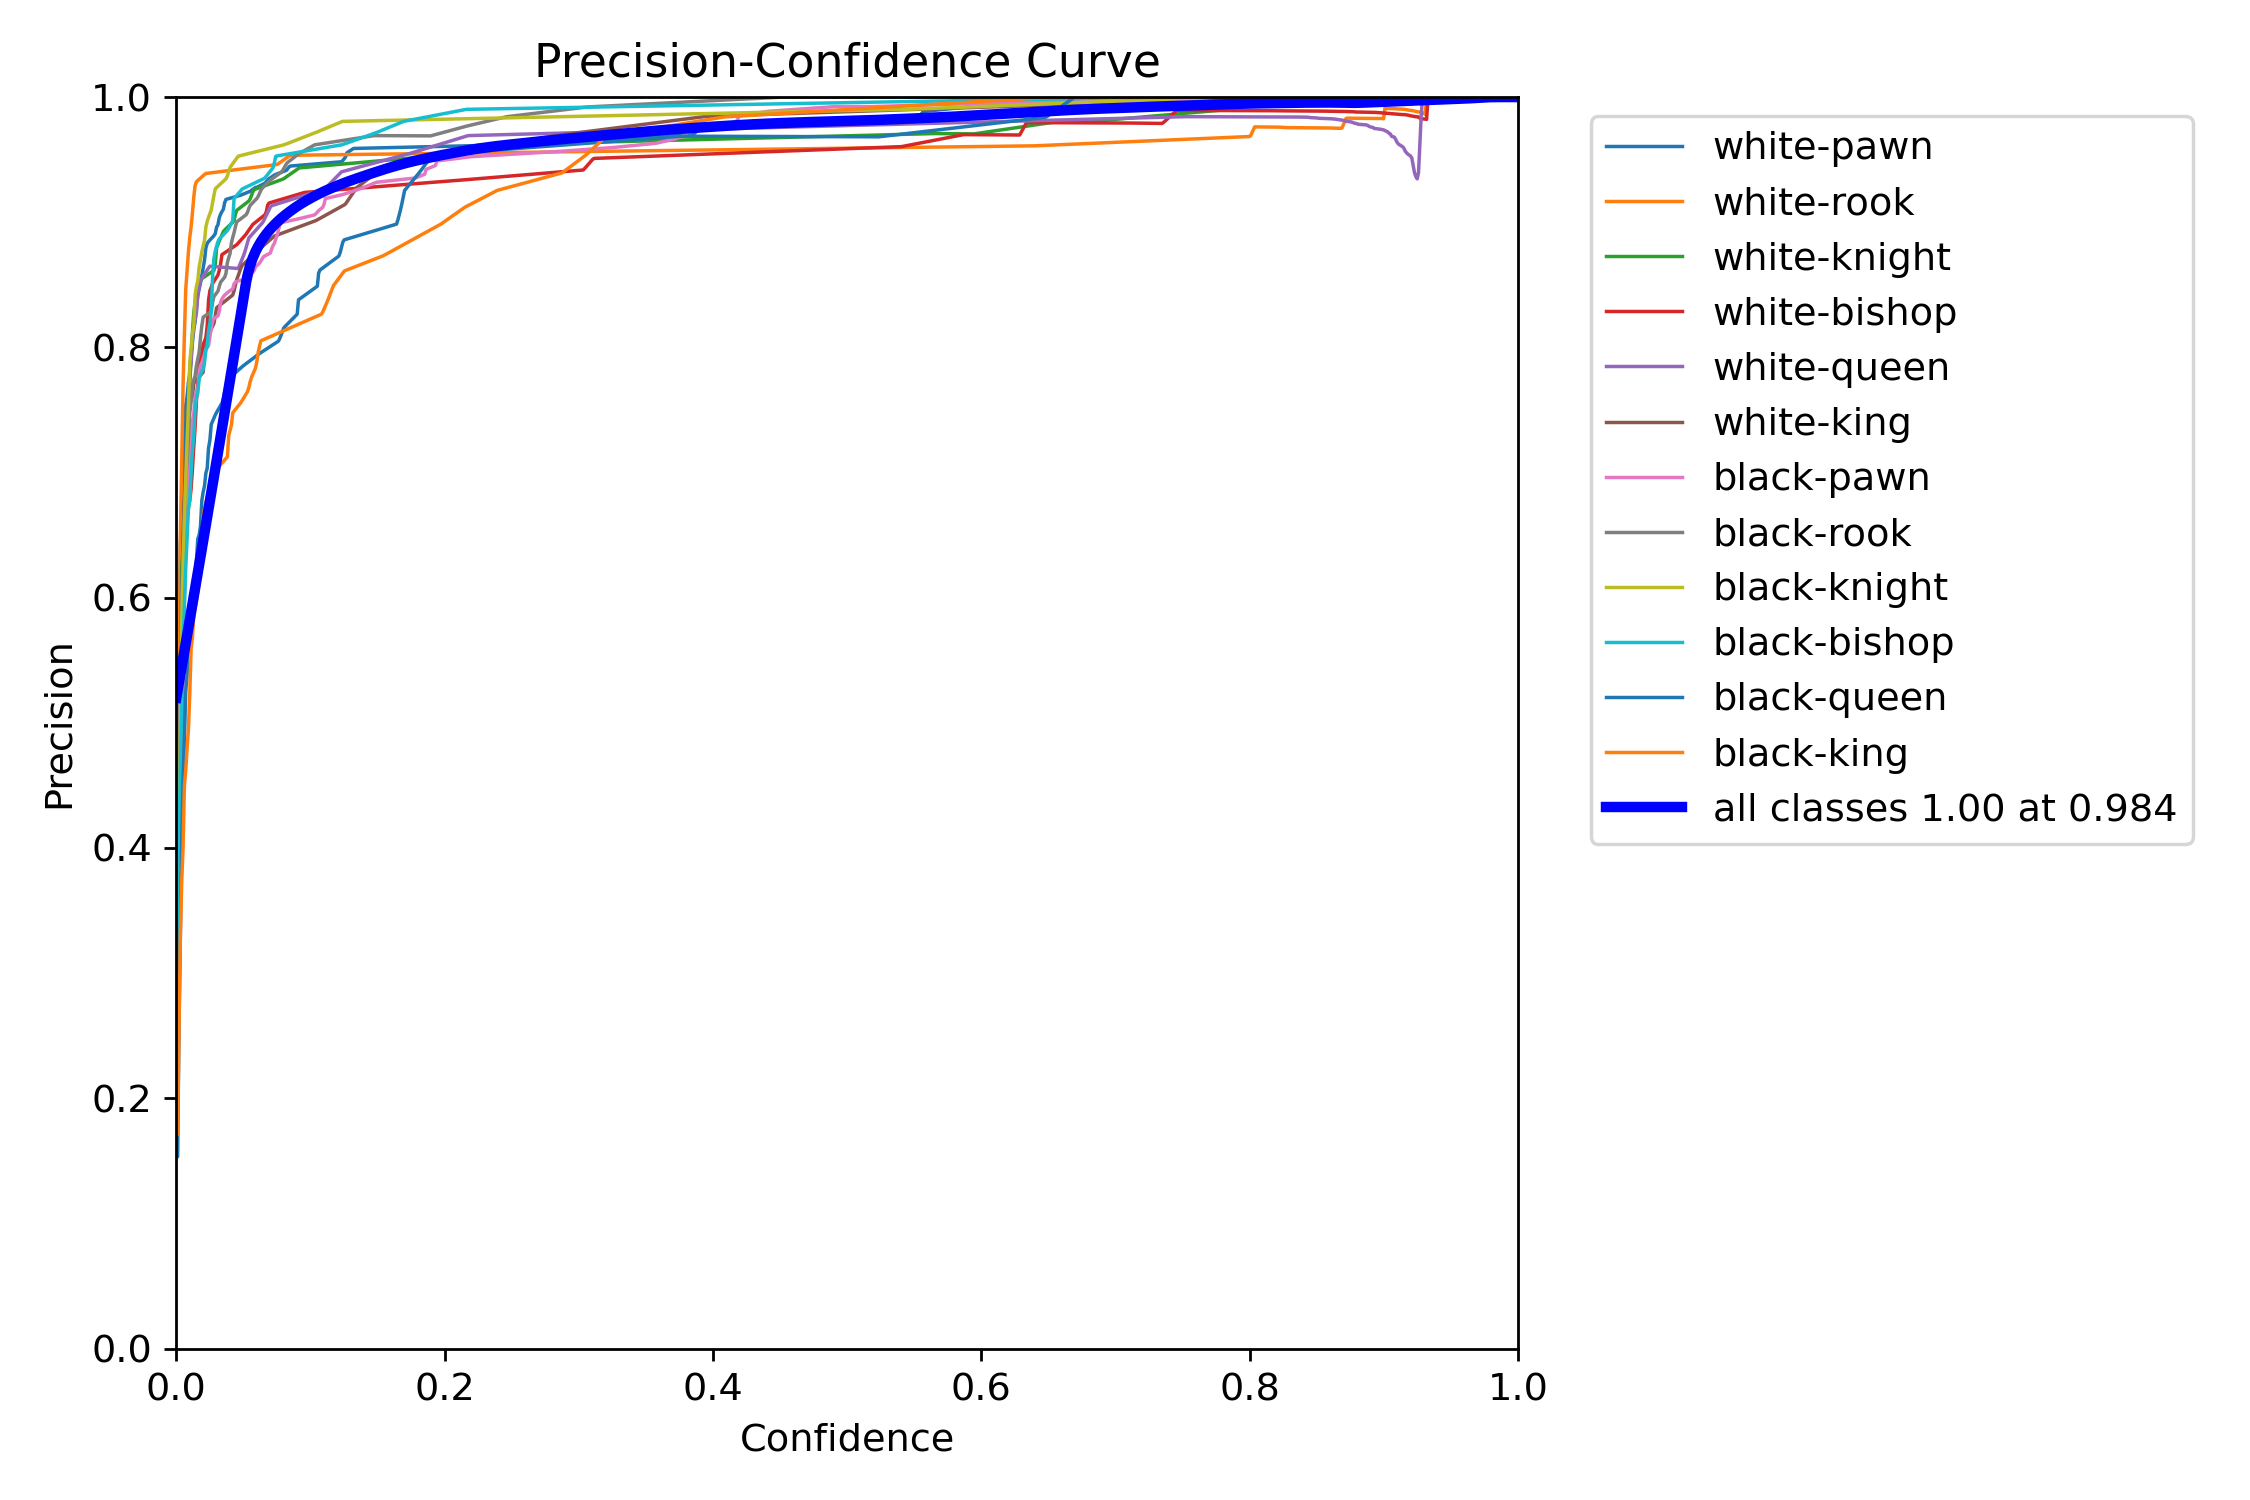 Precision-Confidence Curve
1.0
0.8
0.6
0.4
0.2
0.0
Precision
0.0 0.2 0.4 0.6 0.8 1.0
Confidence
white-pawn
white-rook
white-knight
white-bishop
white-queen
white-king
black-pawn
black-rook
black-knight
black-bishop
black-queen
black-king
all classes 1.00 at 0.984